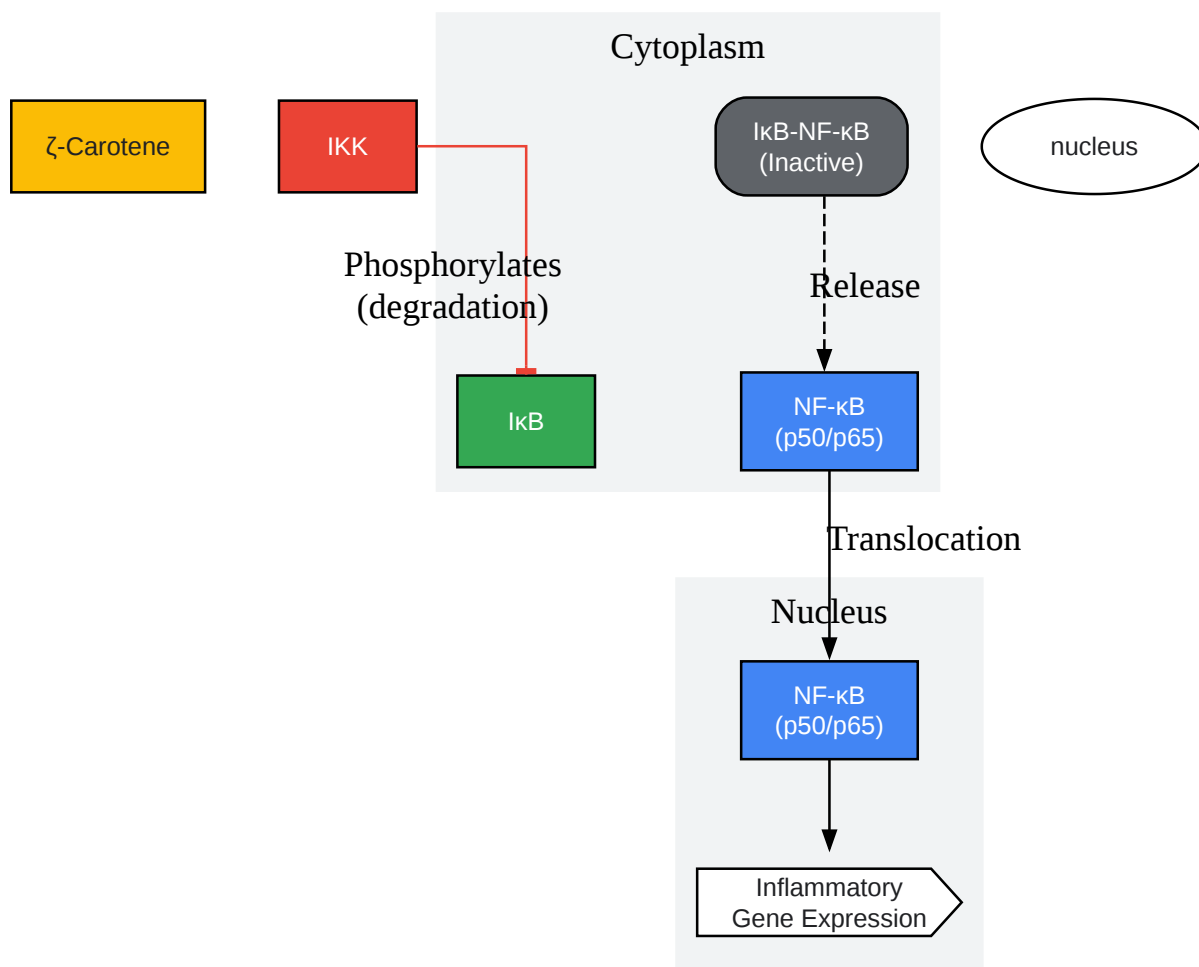 Cytoplasm
ζ-Carotene
IKK
IκB-NF-κB
(Inactive)
nucleus
Phosphorylates
(degradation)
Release
IκB
NF-κB
(p50/p65)
Translocation
Nucleus
NF-κB
(p50/p65)
Inflammatory
Gene Expression